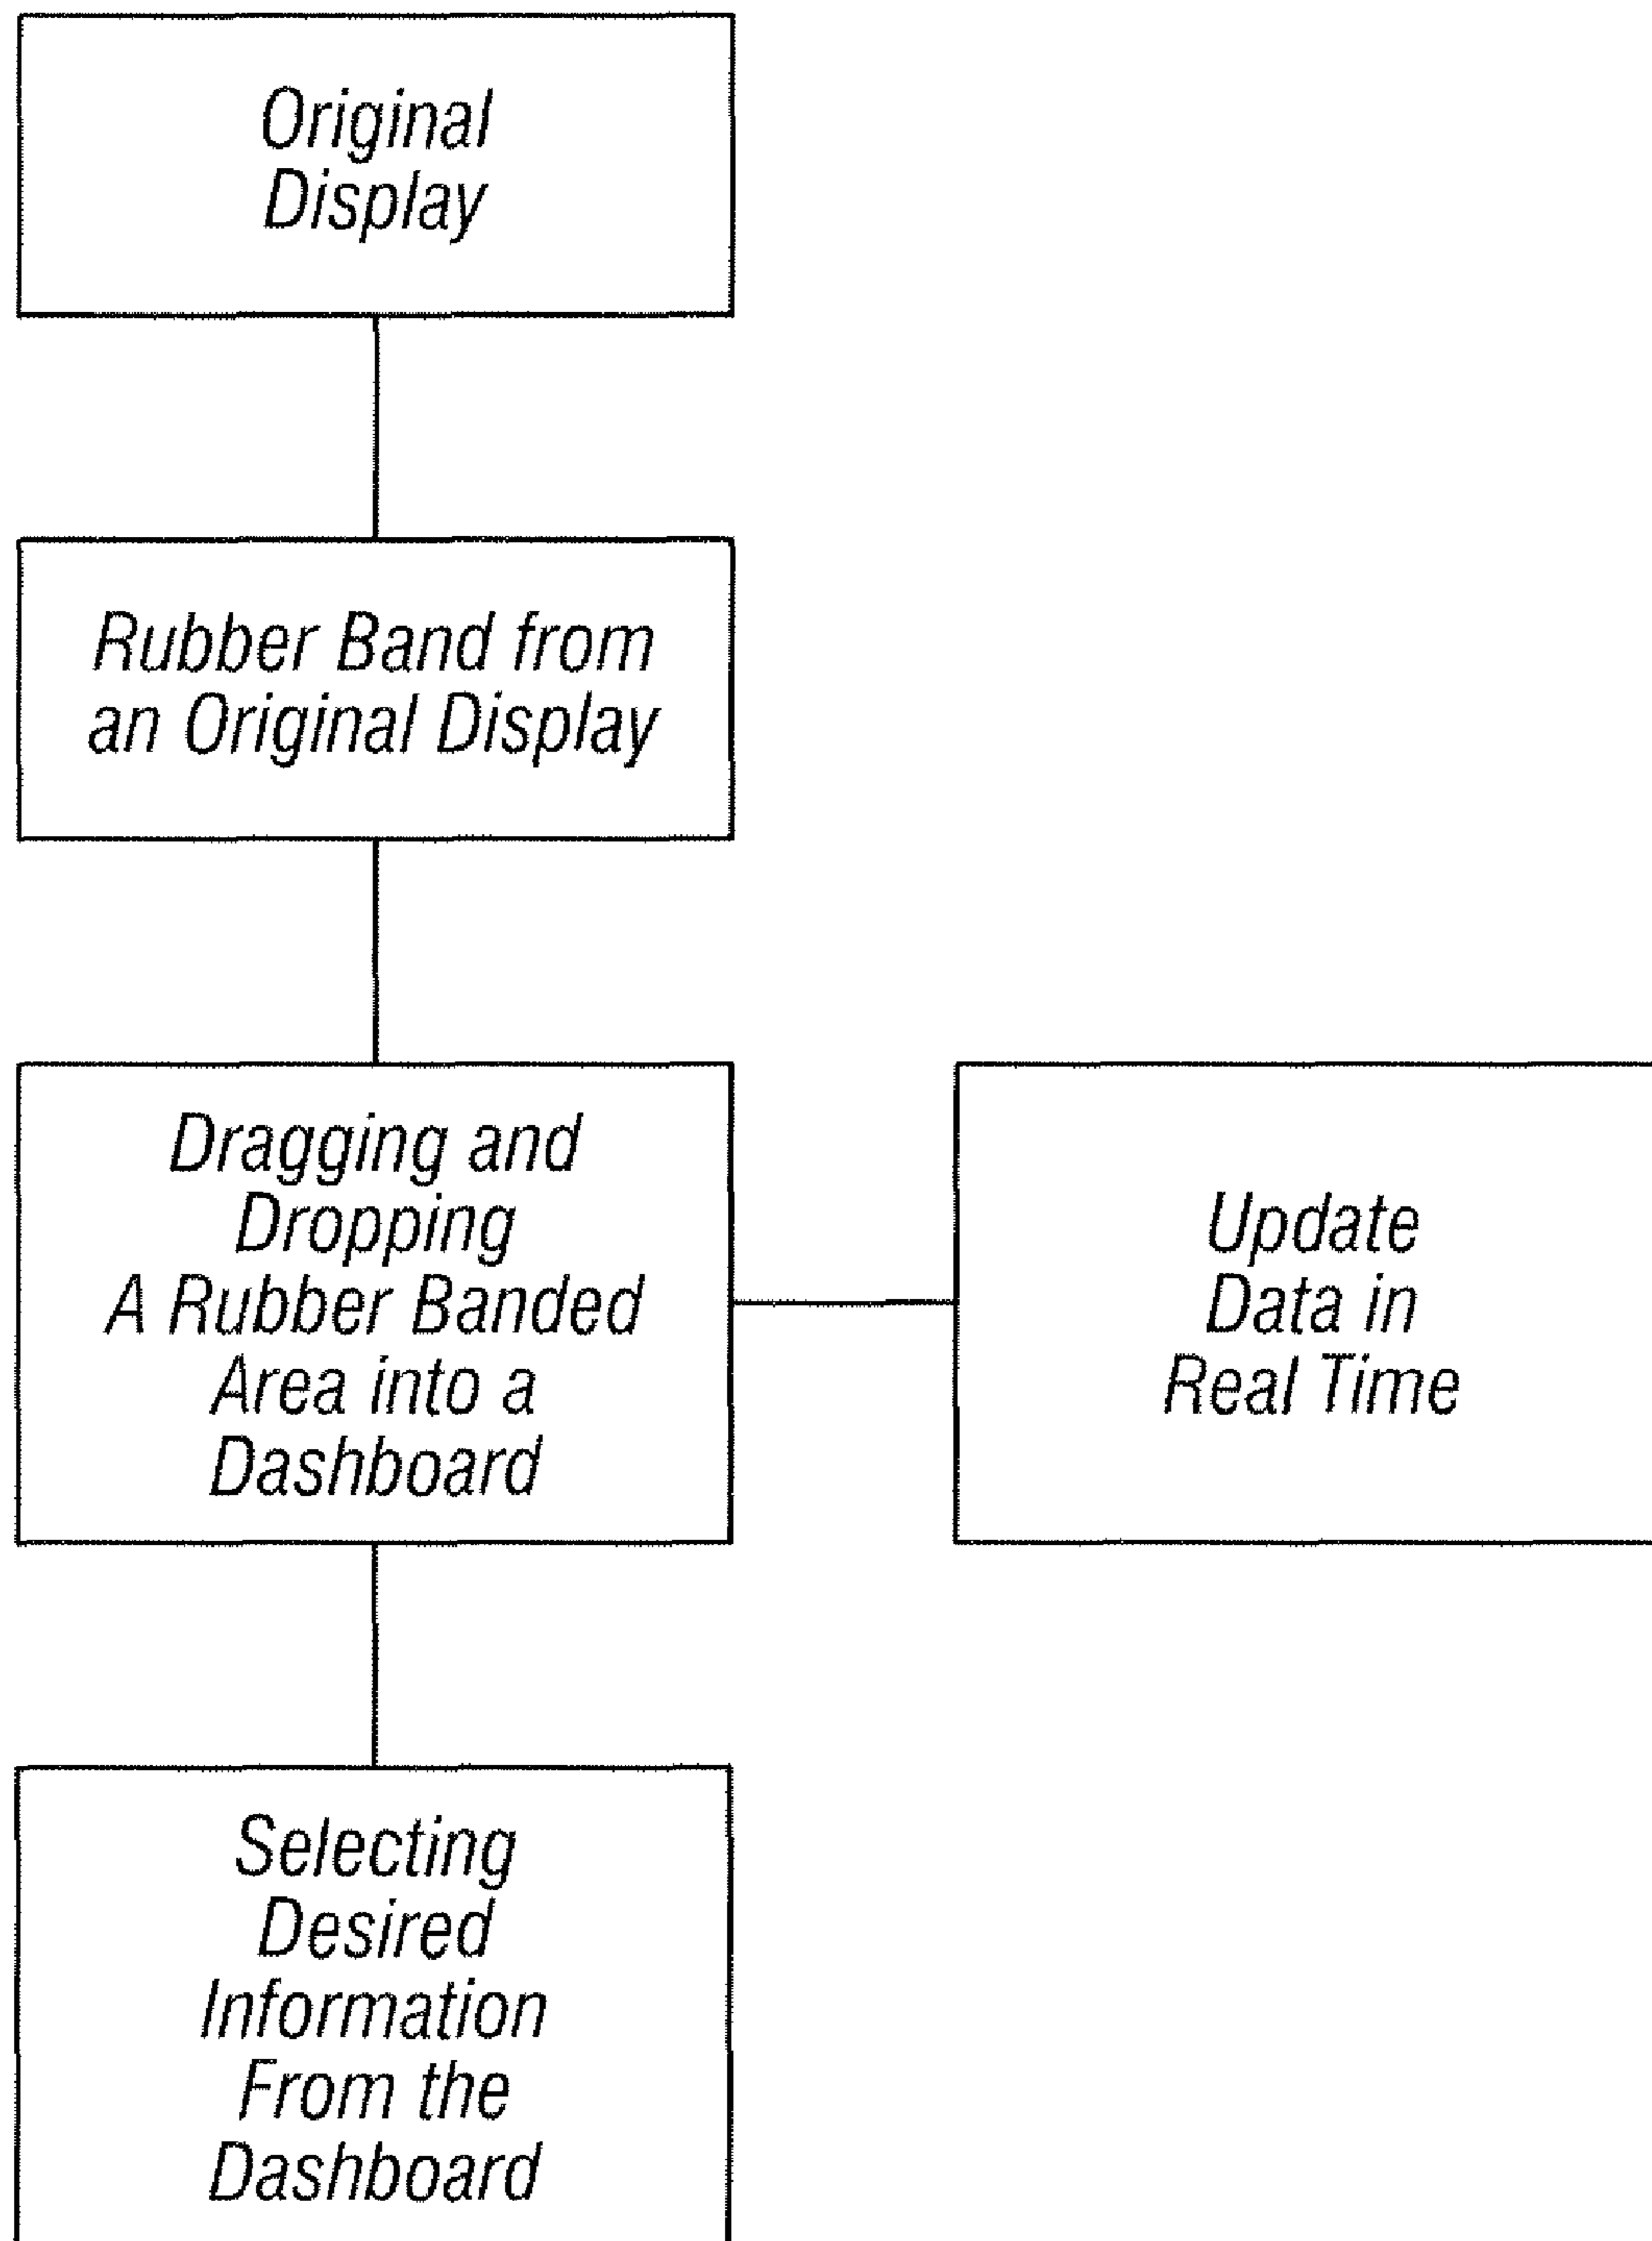 Original
Display
Rubber Band from
an Original Display
Dragging and
Dropping
A Rubber Banded
Area into a
Dashboard
Update
Data in
Real Time
Selecting
Desired
Information
From the
Dashboard